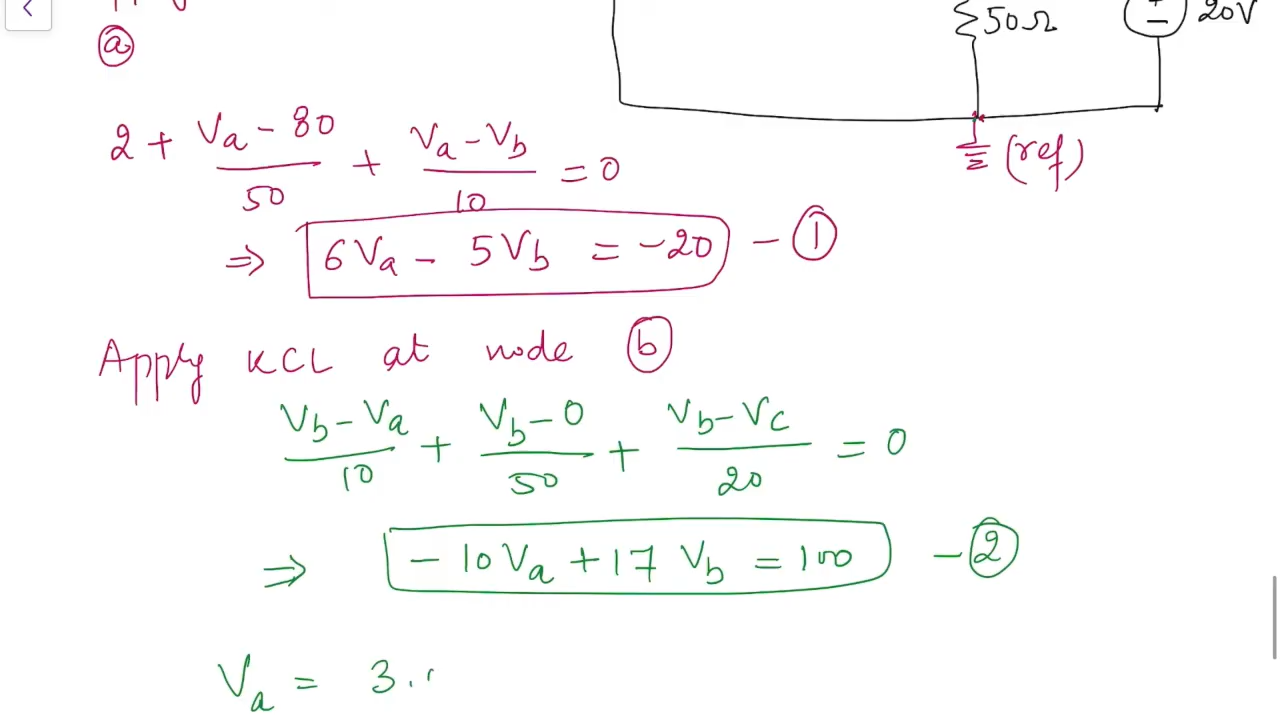 50Ω
20V
ⓐ
2 + (Va - 80)/50 + (Va - Vb)/10 = 0
(ref)
⇒ 6Va - 5Vb = -20 - ①
Apply KCL at node ⓑ
(Vb - Va)/10 + (Vb - 0)/50 + (Vb - Vc)/20 = 0
⇒ -10Va + 17Vb = 100 - ②
Va = 3.